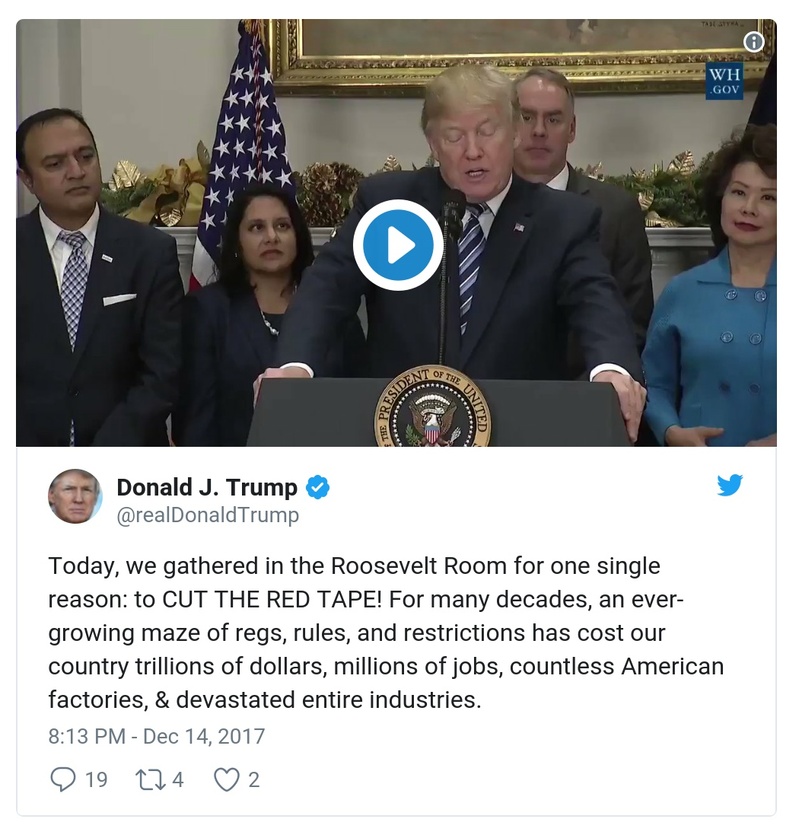 WH
.GOV
THE PRESIDENT OF THE UNITED
Donald J. Trump
@realDonaldTrump
Today, we gathered in the Roosevelt Room for one single
reason: to CUT THE RED TAPE! For many decades, an ever-
growing maze of regs, rules, and restrictions has cost our
country trillions of dollars, millions of jobs, countless American
factories, & devastated entire industries.
8:13 PM - Dec 14, 2017
19 4 2